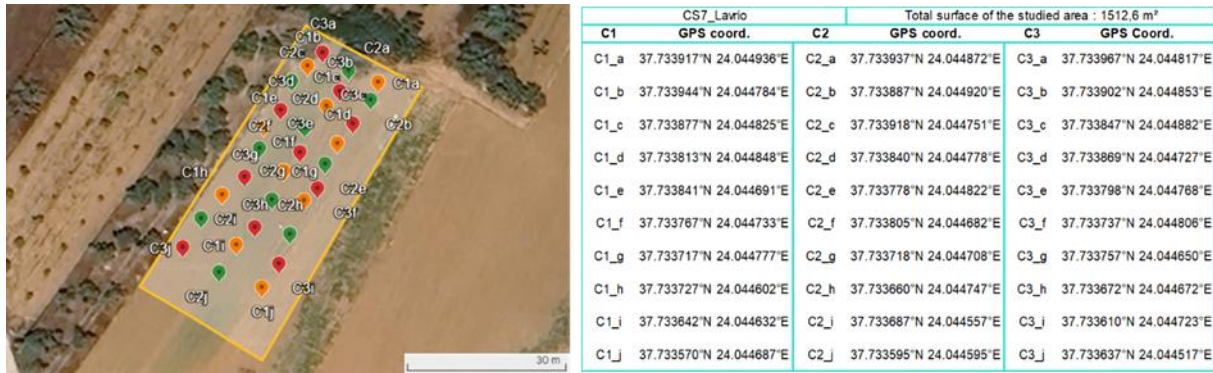 C3a
C1b
C2a
C2c
C3b
C1c
C1a
C3d
C3c
C1e
C2d
C1d
C2f
C3e
C2b
C1f
C3g
C1h
C2g
C1g
C2e
C3h
C2h
C3f
C2i
C3j
C1i
C3i
C2j
C1j
30 m
CS7_Lavrio Total surface of the studied area : 1512,6 m²
C1 GPS coord. C2 GPS coord. C3 GPS Coord.
C1_a 37.733917°N 24.044936°E C2_a 37.733937°N 24.044872°E C3_a 37.733967°N 24.044817°E
C1_b 37.733944°N 24.044784°E C2_b 37.733887°N 24.044920°E C3_b 37.733902°N 24.044853°E
C1_c 37.733877°N 24.044825°E C2_c 37.733918°N 24.044751°E C3_c 37.733847°N 24.044882°E
C1_d 37.733813°N 24.044848°E C2_d 37.733840°N 24.044778°E C3_d 37.733869°N 24.044727°E
C1_e 37.733841°N 24.044691°E C2_e 37.733778°N 24.044822°E C3_e 37.733798°N 24.044768°E
C1_f 37.733767°N 24.044733°E C2_f 37.733805°N 24.044682°E C3_f 37.733737°N 24.044806°E
C1_g 37.733717°N 24.044777°E C2_g 37.733718°N 24.044708°E C3_g 37.733757°N 24.044650°E
C1_h 37.733727°N 24.044602°E C2_h 37.733660°N 24.044747°E C3_h 37.733672°N 24.044672°E
C1_i 37.733642°N 24.044632°E C2_i 37.733687°N 24.044557°E C3_i 37.733610°N 24.044723°E
C1_j 37.733570°N 24.044687°E C2_j 37.733595°N 24.044595°E C3_j 37.733637°N 24.044517°E